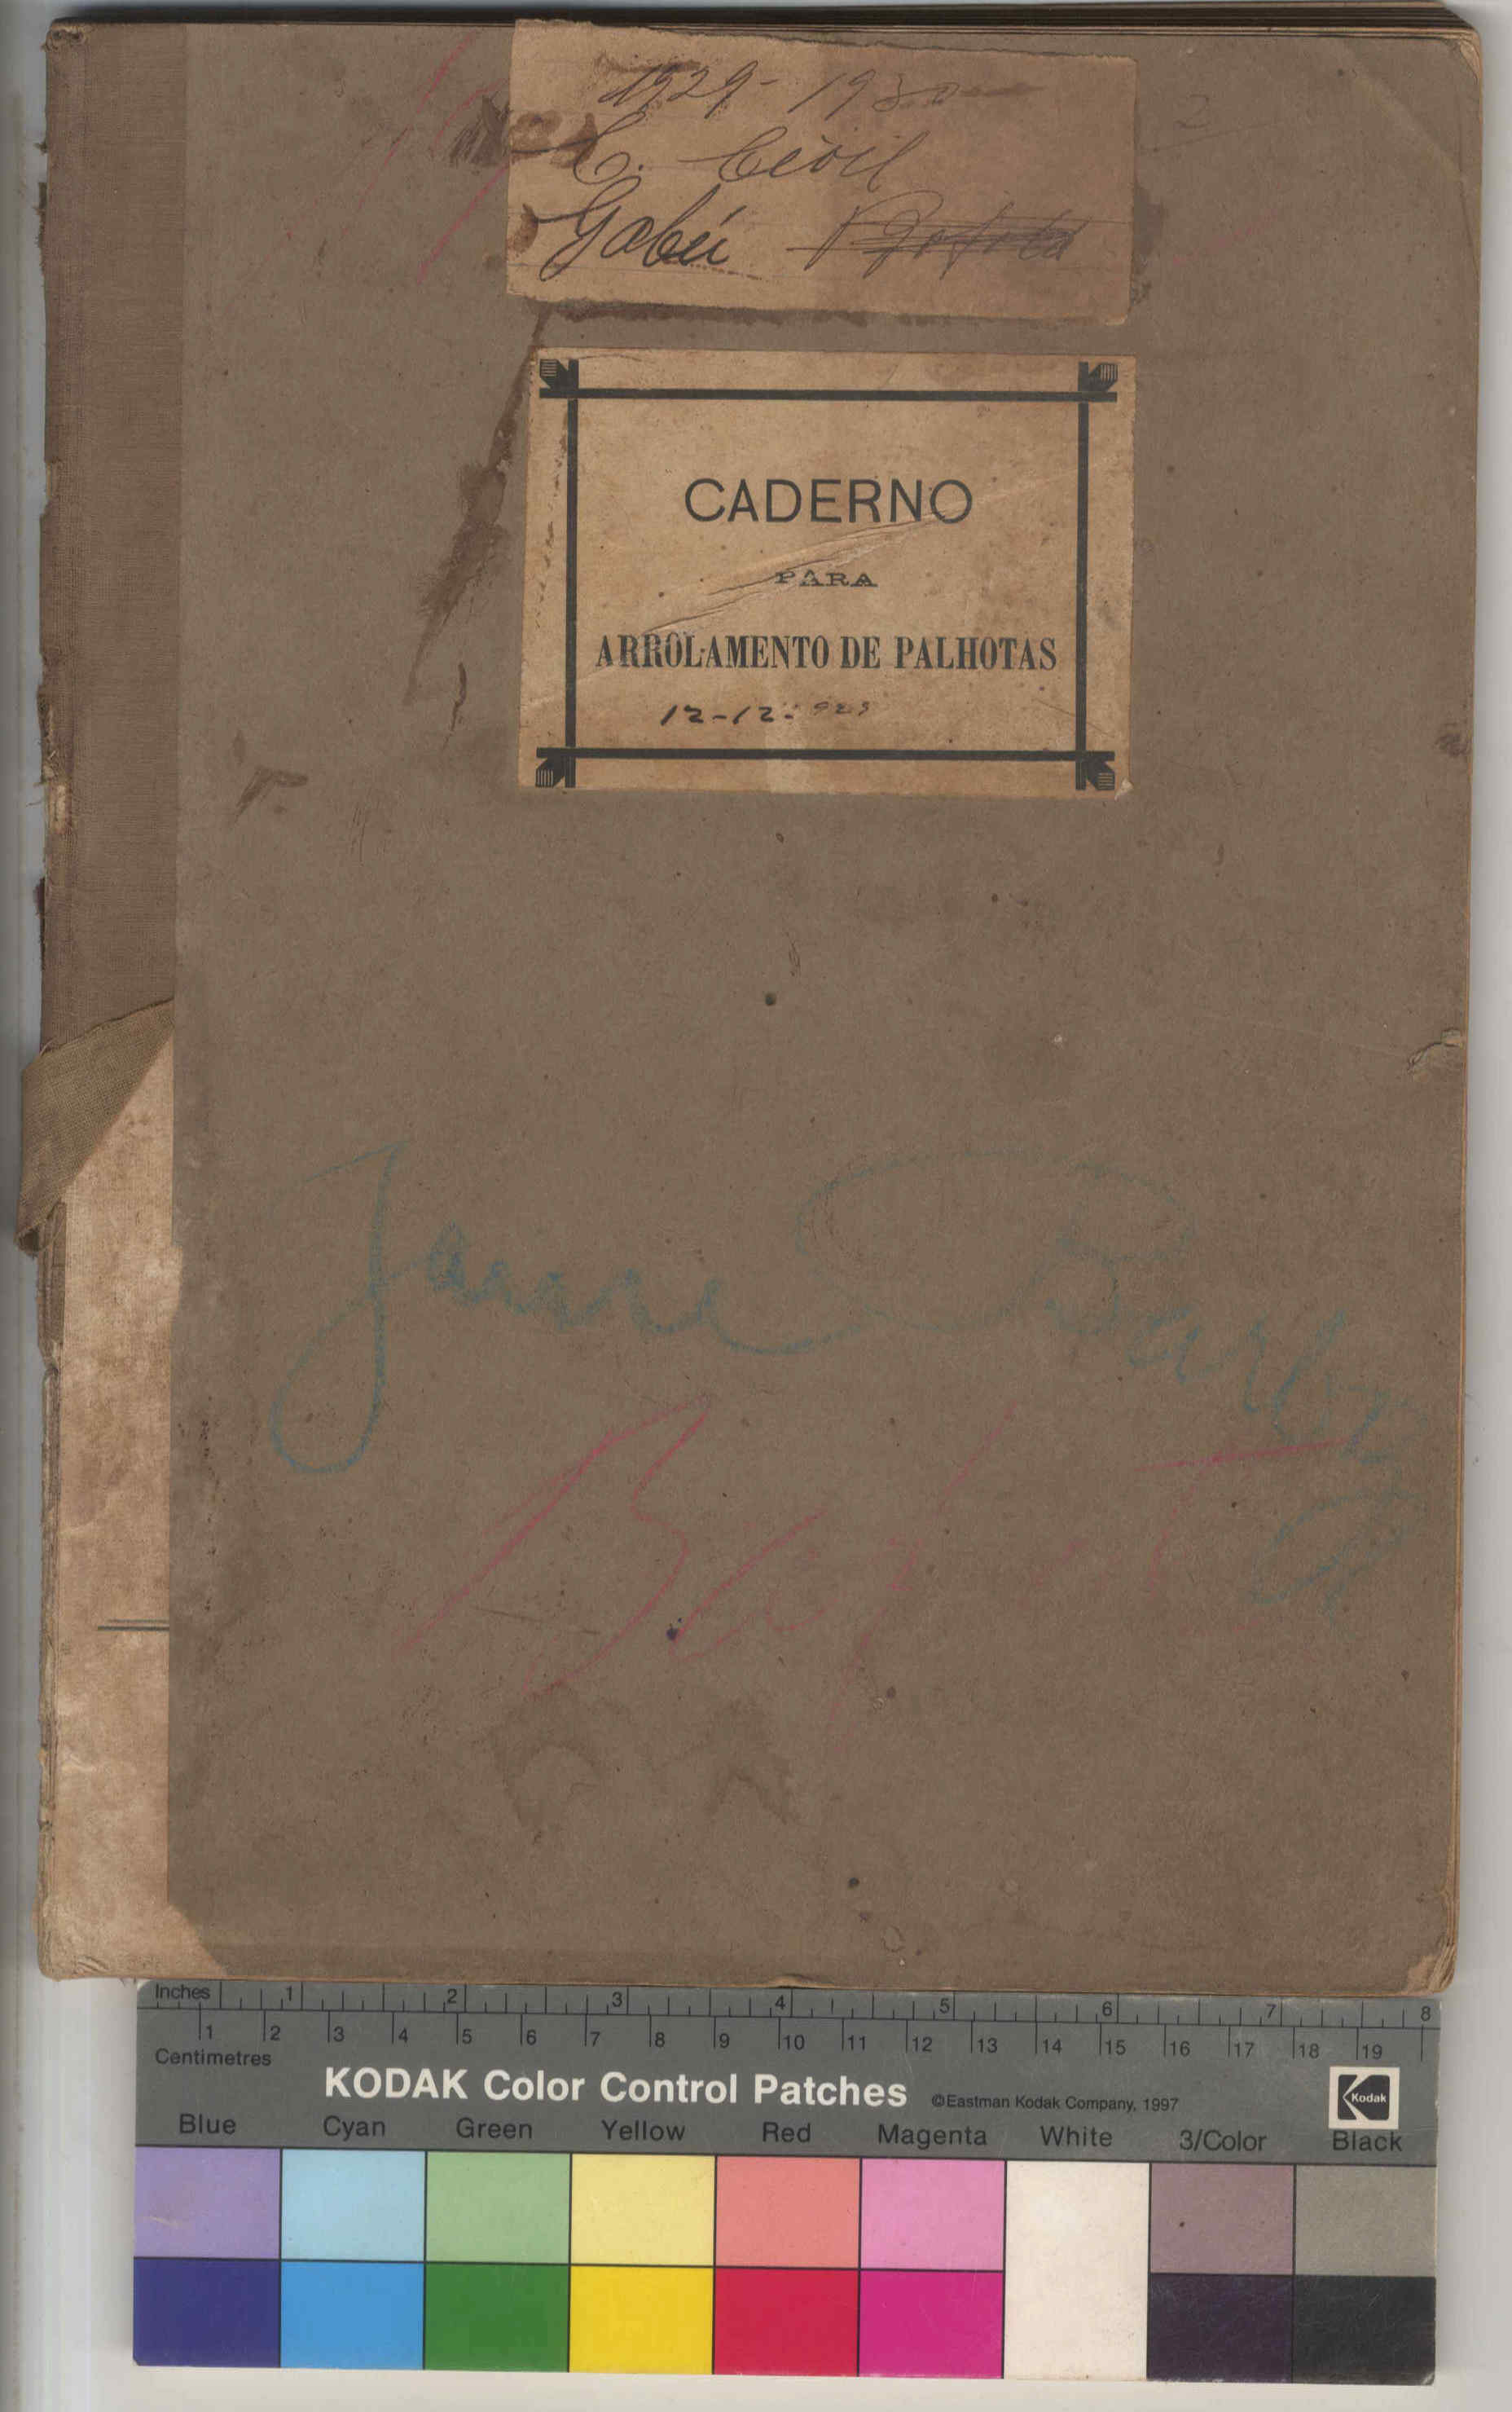 1929-1930
C. Civil
Gabú
CADERNO
PARA
ARROLAMENTO DE PALHOTAS
12-12-929
Inches 1 2 3 4 5 6 7 8
1 2 3 4 5 6 7 8 9 10 11 12 13 14 15 16 17 18 19
Centimetres
KODAK Color Control Patches ©Eastman Kodak Company, 1997 Kodak
Blue Cyan Green Yellow Red Magenta White 3/Color Black